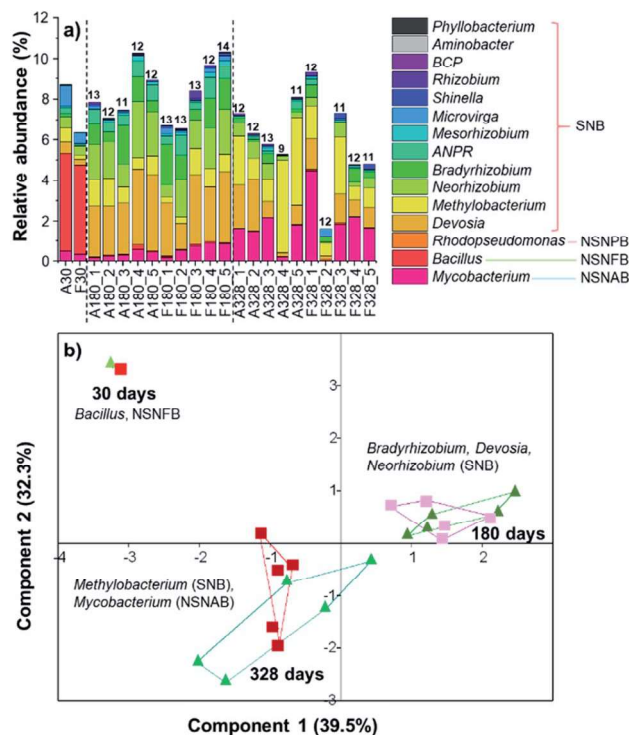 a)
Relative abundance (%)
12
10
8
6
4
2
0
13 12 11 12 12 12 12 13 12 14 12 12 13 9 11 12 12 11 12 11
A30
F30
A180_1
A180_2
A180_3
A180_4
A180_5
F180_1
F180_2
F180_3
F180_4
F180_5
A328_1
A328_2
A328_3
A328_4
A328_5
F328_1
F328_2
F328_3
F328_4
F328_5
Phyllobacterium
Aminobacter
BCP
Rhizobium
Shinella
Microvirga
Mesorhizobium
ANPR
Bradyrhizobium
Neorhizobium
Methylobacterium
Devosia
SNB
Rhodopseudomonas NSNPB
Bacillus NSNFB
Mycobacterium NSNAB
b)
Component 2 (32.3%)
3
2
1
-1
-2
-3
-4 -3 -2 -1 1 2
30 days
Bacillus, NSNFB
Bradyrhizobium, Devosia,
Neorhizobium (SNB)
180 days
Methylobacterium (SNB),
Mycobacterium (NSNAB)
328 days
Component 1 (39.5%)